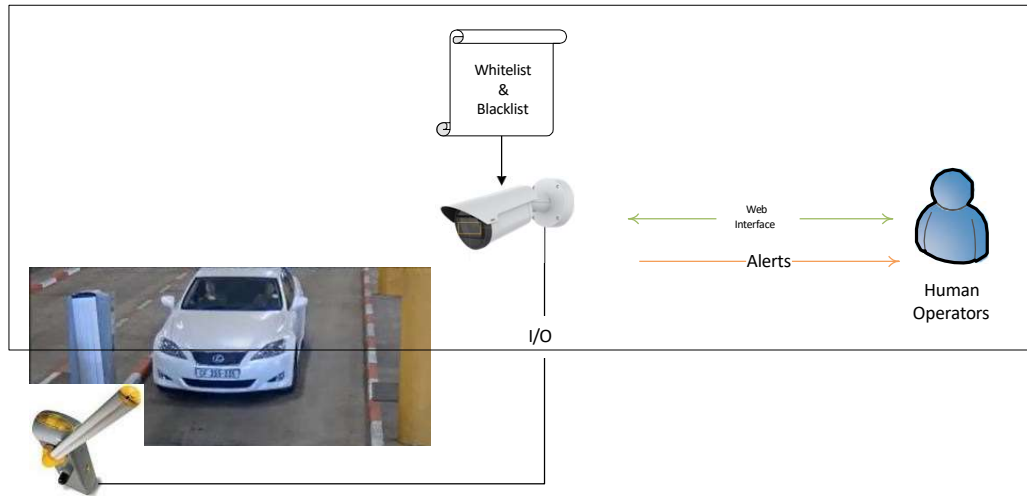 Whitelist
&
Blacklist
Web
Interface
Alerts
Human
Operators
I/O